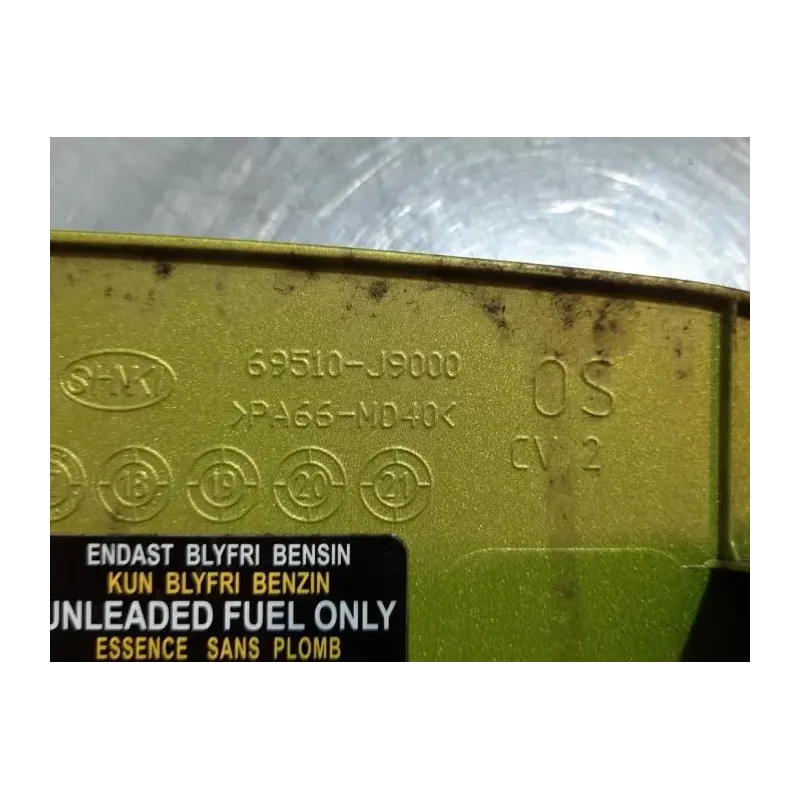 69510-J9000
>PA66-MD40<
OS
CV 2
18 19 20 21
ENDAST BLYFRI BENSIN
KUN BLYFRI BENZIN
UNLEADED FUEL ONLY
ESSENCE SANS PLOMB